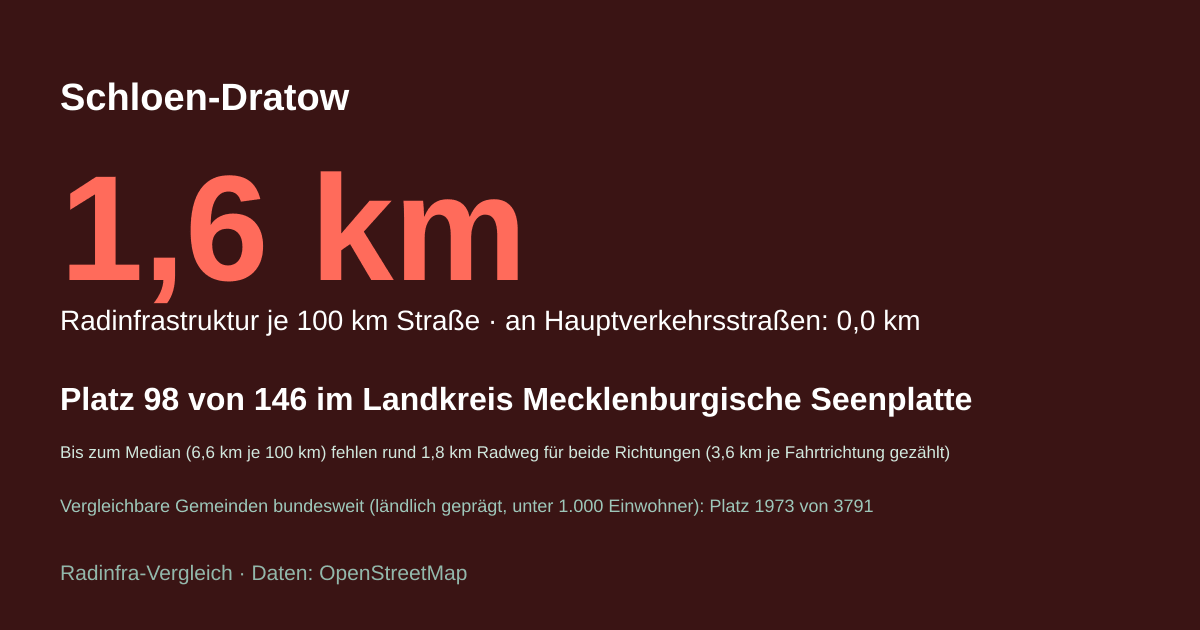 Schloen-Dratow
1,6 km
Radinfrastruktur je 100 km Straße · an Hauptverkehrsstraßen: 0,0 km
Platz 98 von 146 im Landkreis Mecklenburgische Seenplatte
Bis zum Median (6,6 km je 100 km) fehlen rund 1,8 km Radweg für beide Richtungen (3,6 km je Fahrtrichtung gezählt)
Vergleichbare Gemeinden bundesweit (ländlich geprägt, unter 1.000 Einwohner): Platz 1973 von 3791
Radinfra-Vergleich · Daten: OpenStreetMap